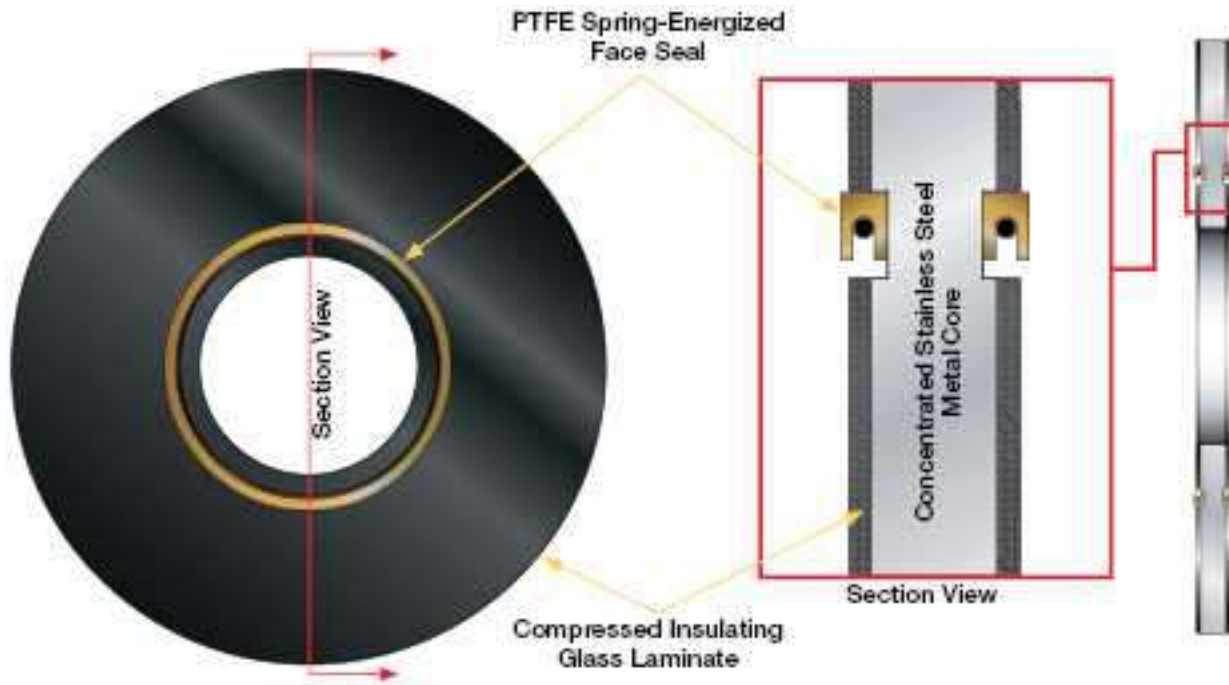 PTFE Spring-Energized
Face Seal
Section View
Concentrated Stainless Steel
Metal Core
Section View
Compressed Insulating
Glass Laminate